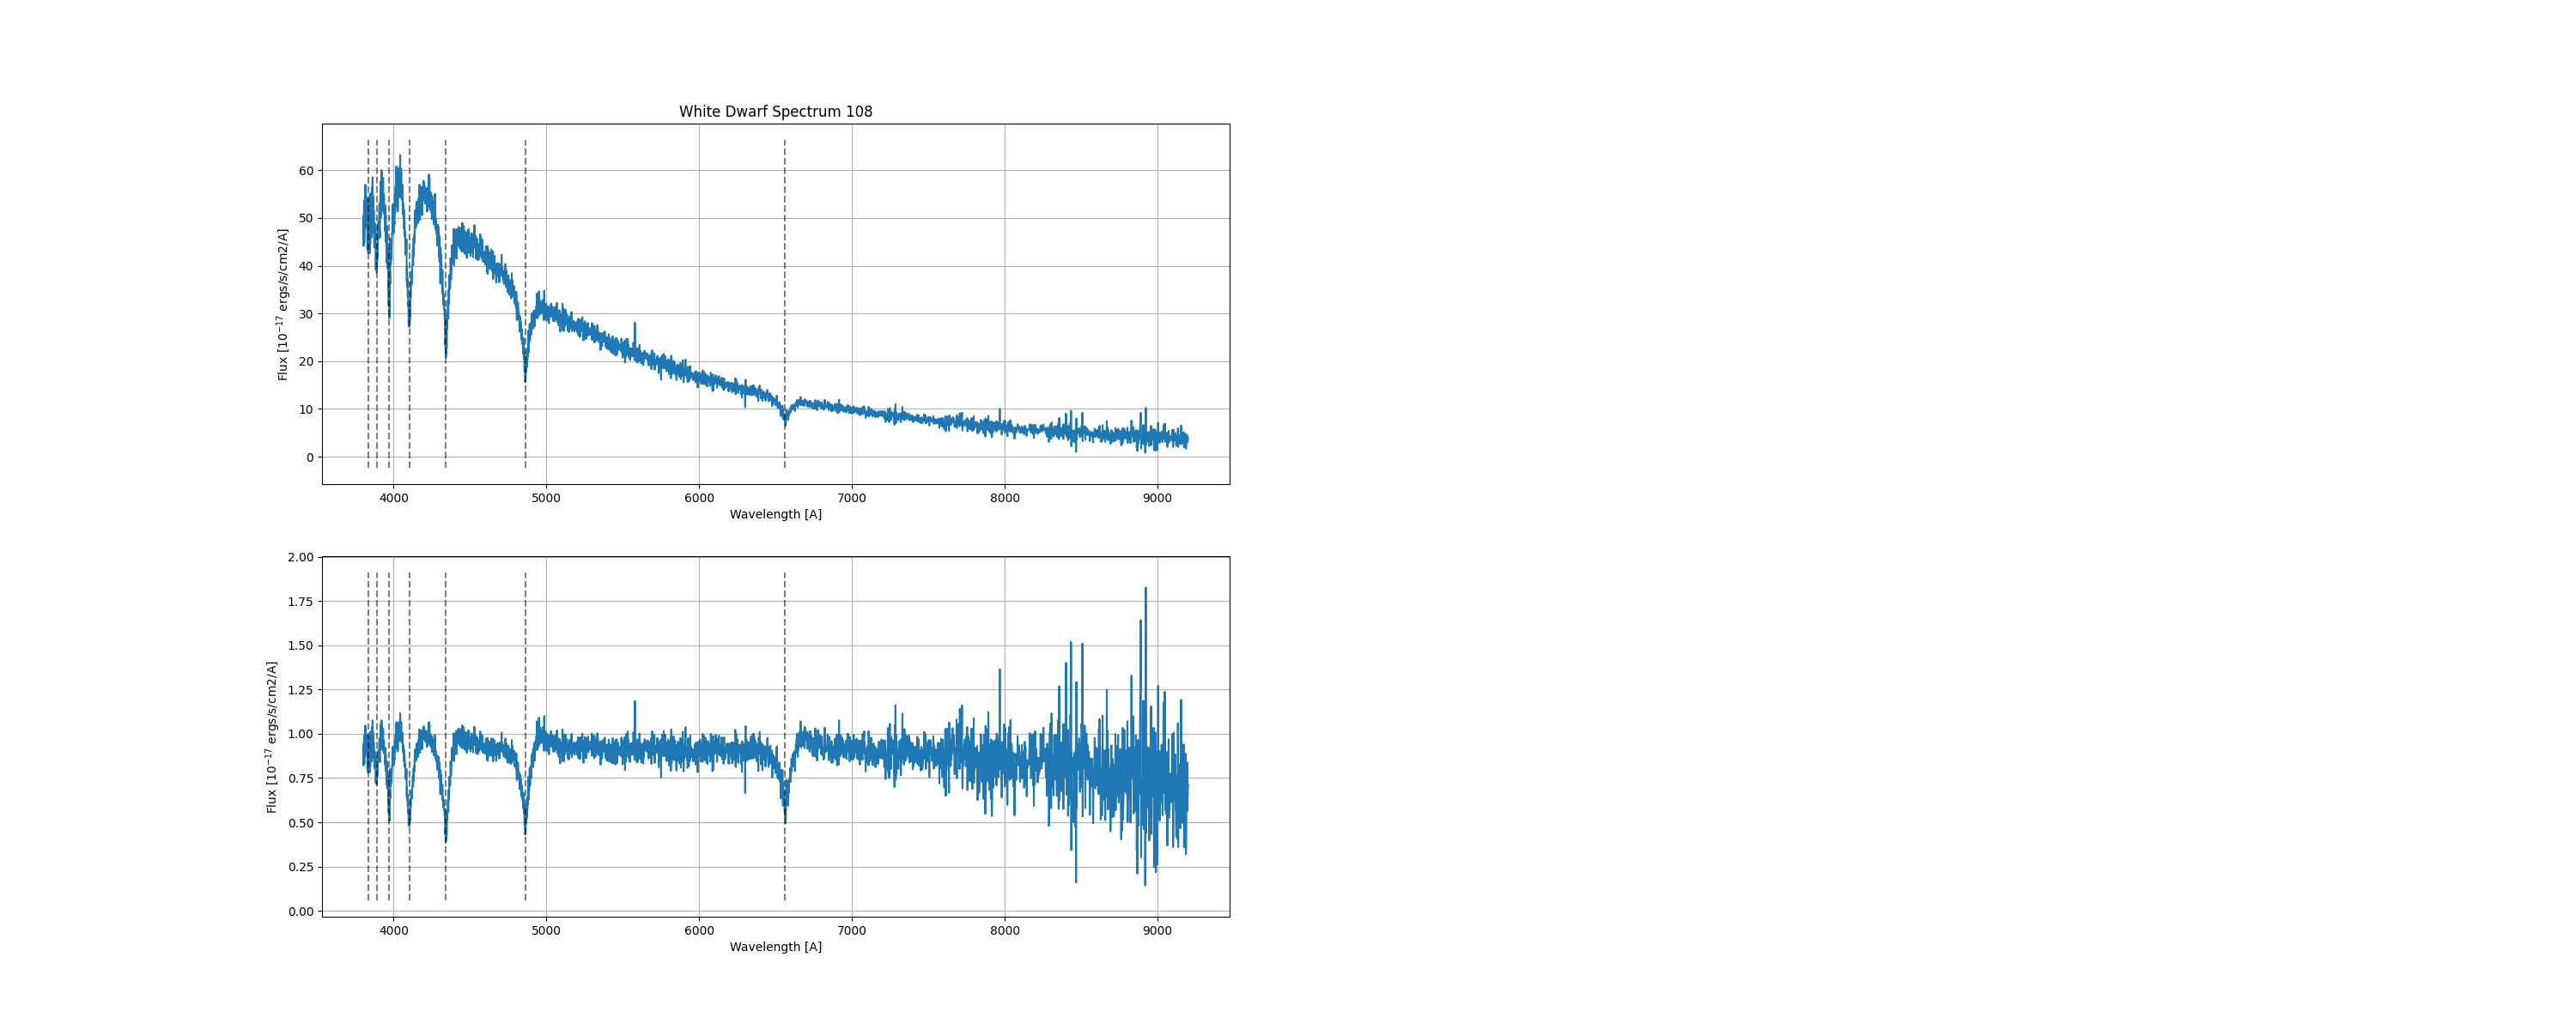 White Dwarf Spectrum 108
Flux [10⁻¹⁷ ergs/s/cm2/A]
60
50
40
30
20
10
0
4000 5000 6000 7000 8000 9000
Wavelength [A]
Flux [10⁻¹⁷ ergs/s/cm2/A]
2.00
1.75
1.50
1.25
1.00
0.75
0.50
0.25
0.00
4000 5000 6000 7000 8000 9000
Wavelength [A]